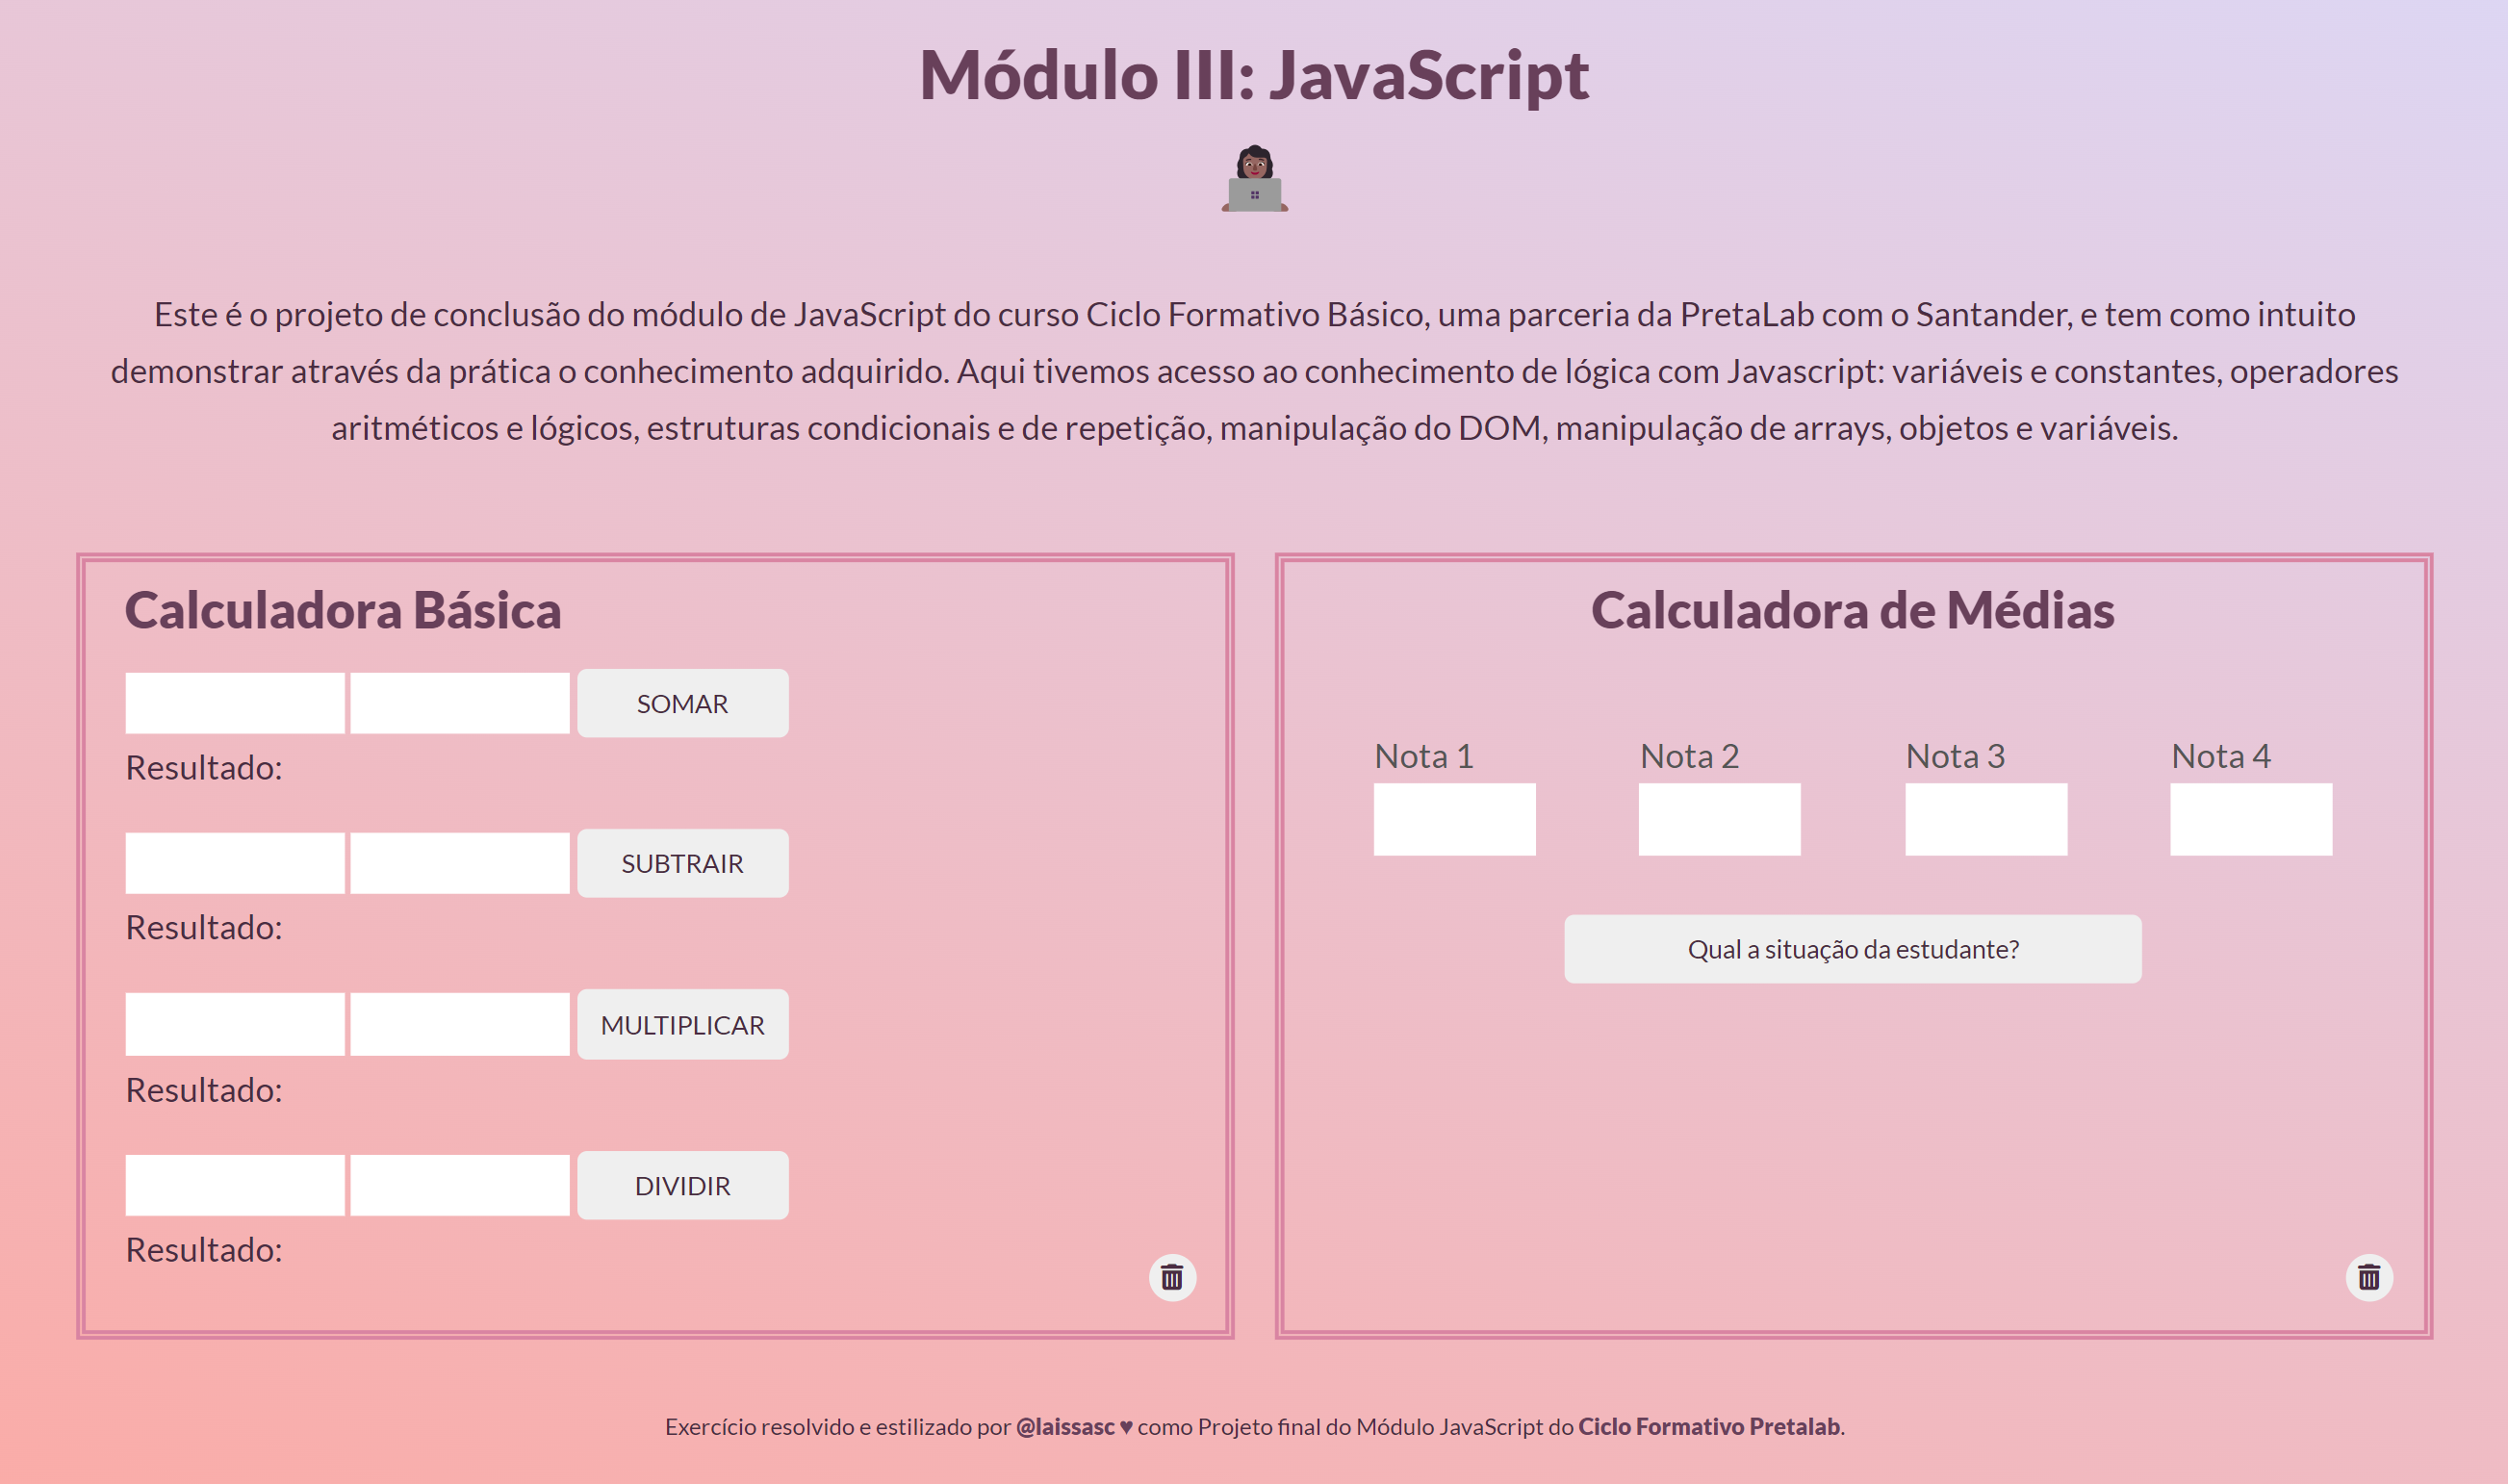 Módulo III: JavaScript
Este é o projeto de conclusão do módulo de JavaScript do curso Ciclo Formativo Básico, uma parceria da PretaLab com o Santander, e tem como intuito
demonstrar através da prática o conhecimento adquirido. Aqui tivemos acesso ao conhecimento de lógica com Javascript: variáveis e constantes, operadores
aritméticos e lógicos, estruturas condicionais e de repetição, manipulação do DOM, manipulação de arrays, objetos e variáveis.
Calculadora Básica
SOMAR
Resultado:
SUBTRAIR
Resultado:
MULTIPLICAR
Resultado:
DIVIDIR
Resultado:
Calculadora de Médias
Nota 1 Nota 2 Nota 3 Nota 4
Qual a situação da estudante?
Exercício resolvido e estilizado por @laissasc ♥ como Projeto final do Módulo JavaScript do Ciclo Formativo Pretalab.